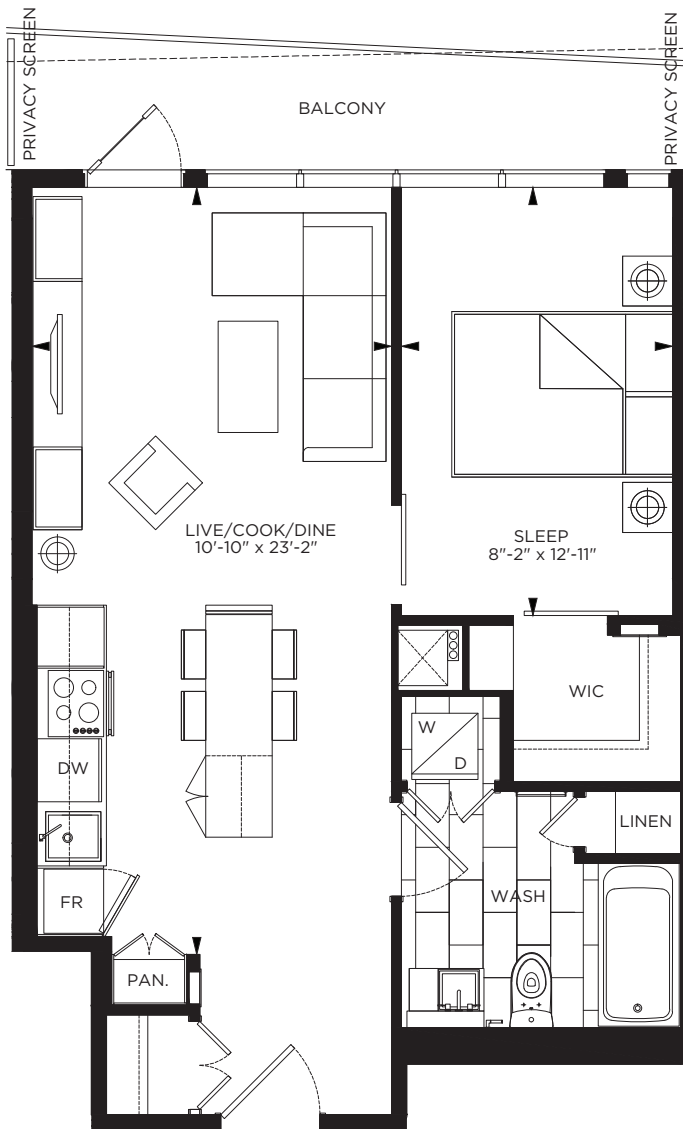 PRIVACY SCREEN
PRIVACY SCREEN
BALCONY
LIVE/COOK/DINE
10'-10" x 23'-2"
SLEEP
8"-2" x 12'-11"
WIC
W
D
DW
LINEN
WASH
FR
PAN.